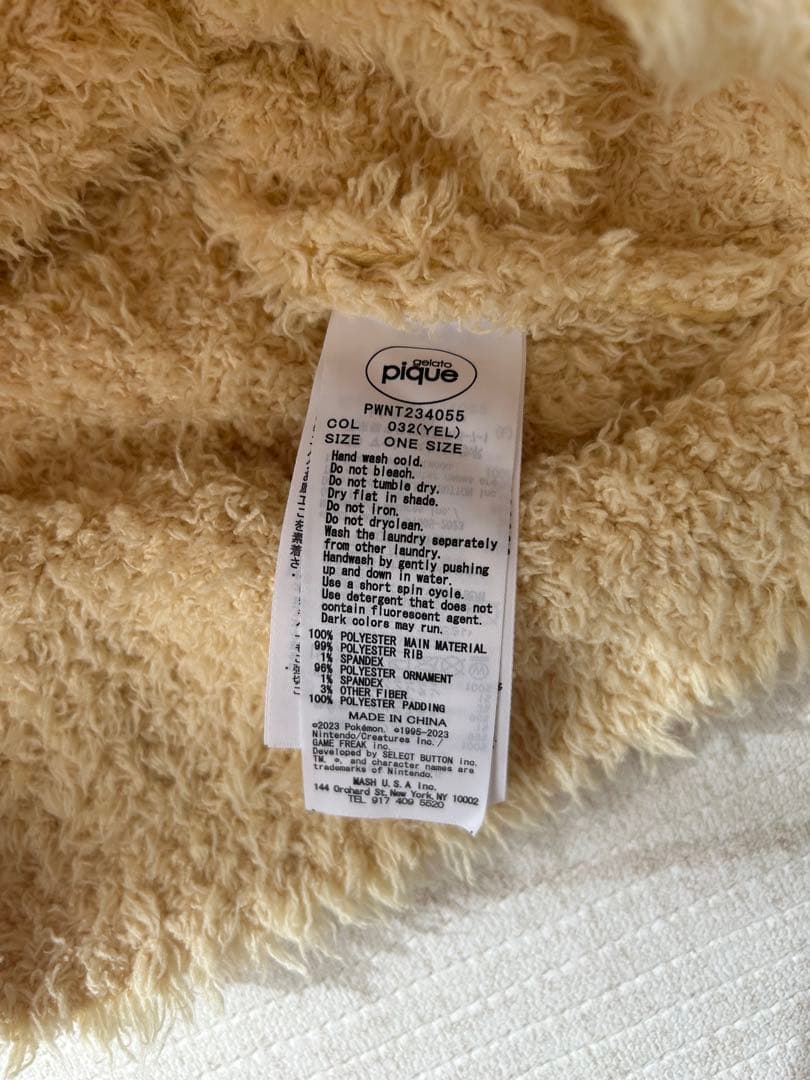 gelato
pique
PWNT234055
COL 032(YEL)
SIZE ONE SIZE
Hand wash cold.
Do not bleach.
Do not tumble dry.
Dry flat in shade.
Do not iron.
Do not dryclean.
Wash the laundry separately
from other laundry.
Handwash by gently pushing
up and down in water.
Use a short spin cycle.
Use detergent that does not
contain fluorescent agent.
Dark colors may run.
100% POLYESTER MAIN MATERIAL
99% POLYESTER RIB
1% SPANDEX
96% POLYESTER ORNAMENT
1% SPANDEX
3% OTHER FIBER
100% POLYESTER PADDING
MADE IN CHINA
©2023 Pokémon. ©1995-2023
Nintendo/Creatures Inc./
GAME FREAK inc.
Developed by SELECT BUTTON inc.
TM, ®, and character names are
trademarks of Nintendo.
MASH U.S.A Inc.
144 Orchard St. New York, NY 10002
TEL 917 409 5520